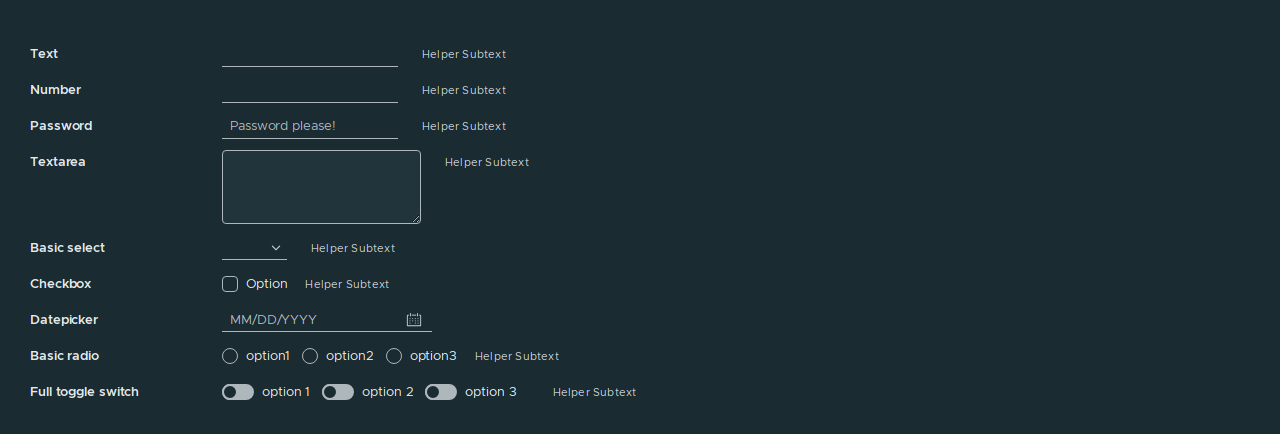 Text Helper Subtext
Number Helper Subtext
Password Password please! Helper Subtext
Textarea Helper Subtext
Basic select Helper Subtext
Checkbox Option Helper Subtext
Datepicker MM/DD/YYYY
Basic radio option1 option2 option3 Helper Subtext
Full toggle switch option 1 option 2 option 3 Helper Subtext